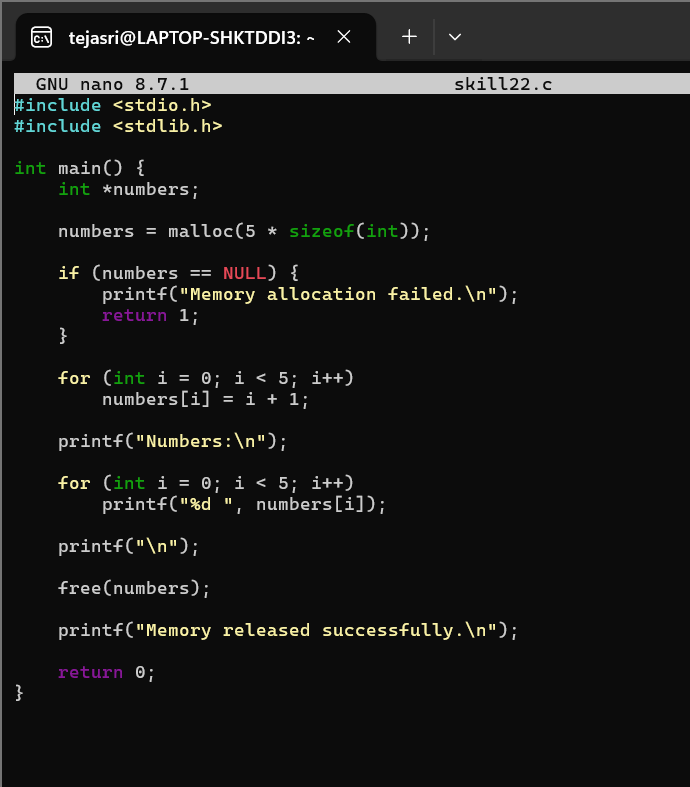 tejasri@LAPTOP-SHKTDDI3: ~
GNU nano 8.7.1 skill22.c
#include <stdio.h>
#include <stdlib.h>

int main() {
    int *numbers;

    numbers = malloc(5 * sizeof(int));

    if (numbers == NULL) {
        printf("Memory allocation failed.\n");
        return 1;
    }

    for (int i = 0; i < 5; i++)
        numbers[i] = i + 1;

    printf("Numbers:\n");

    for (int i = 0; i < 5; i++)
        printf("%d ", numbers[i]);

    printf("\n");

    free(numbers);

    printf("Memory released successfully.\n");

    return 0;
}